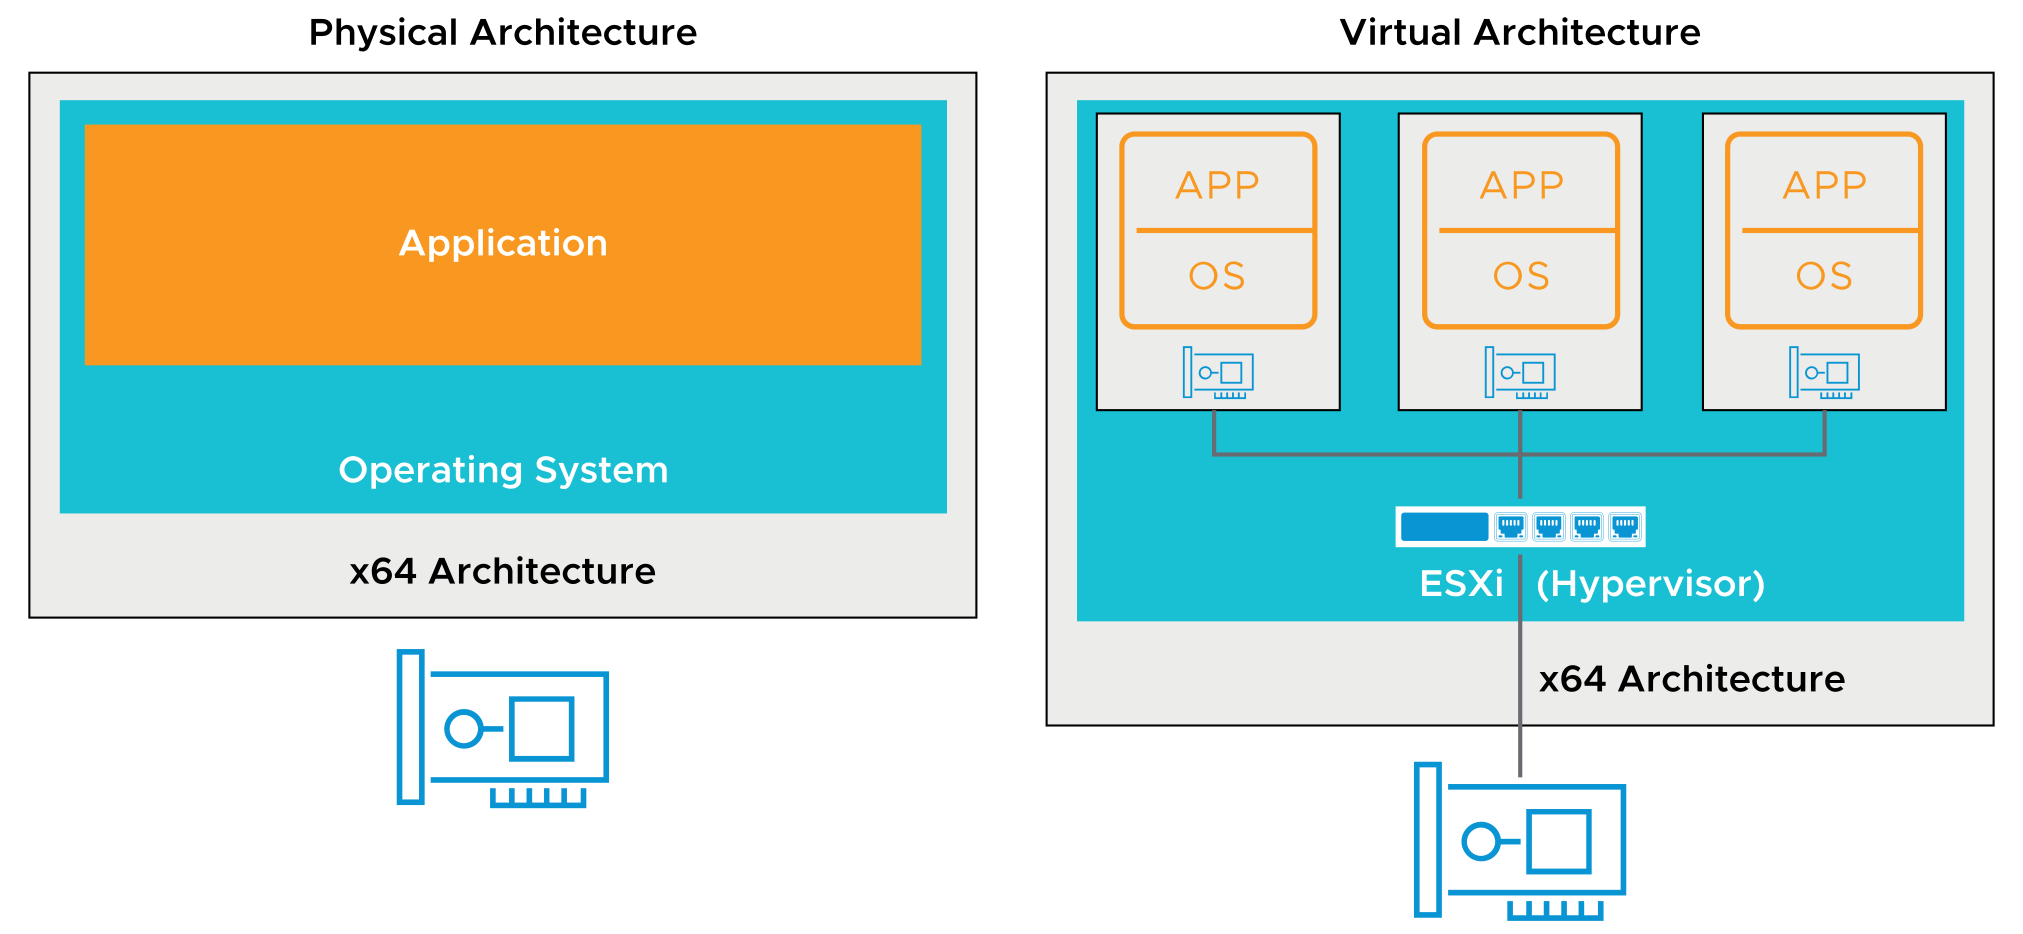 Physical Architecture
Application
Operating System
x64 Architecture
Virtual Architecture
APP
OS
APP
OS
APP
OS
ESXi (Hypervisor)
x64 Architecture